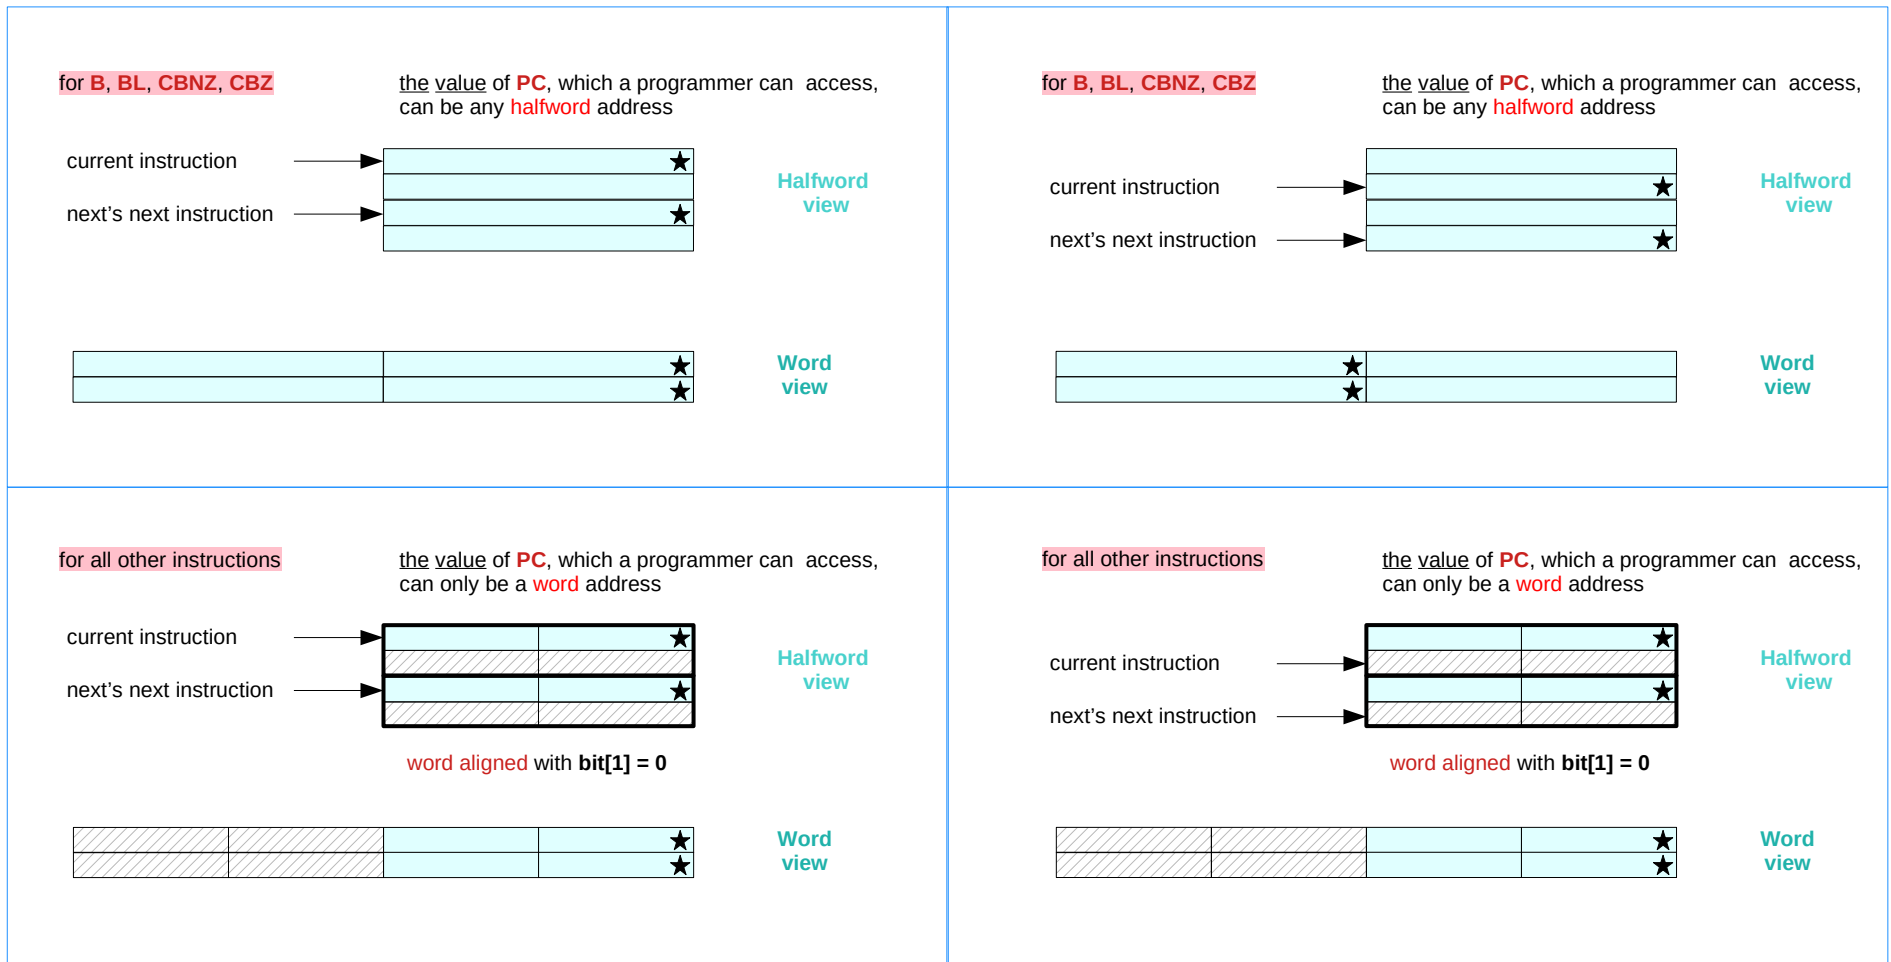 for B, BL, CBNZ, CBZ
the value of PC, which a programmer can  access,
can be any halfword address
current instruction
next's next instruction
Halfword
view
Word
view
for B, BL, CBNZ, CBZ
the value of PC, which a programmer can  access,
can be any halfword address
current instruction
next's next instruction
Halfword
view
Word
view
for all other instructions
the value of PC, which a programmer can  access,
can only be a word address
current instruction
next's next instruction
Halfword
view
word aligned with bit[1] = 0
Word
view
for all other instructions
the value of PC, which a programmer can  access,
can only be a word address
current instruction
next's next instruction
Halfword
view
word aligned with bit[1] = 0
Word
view